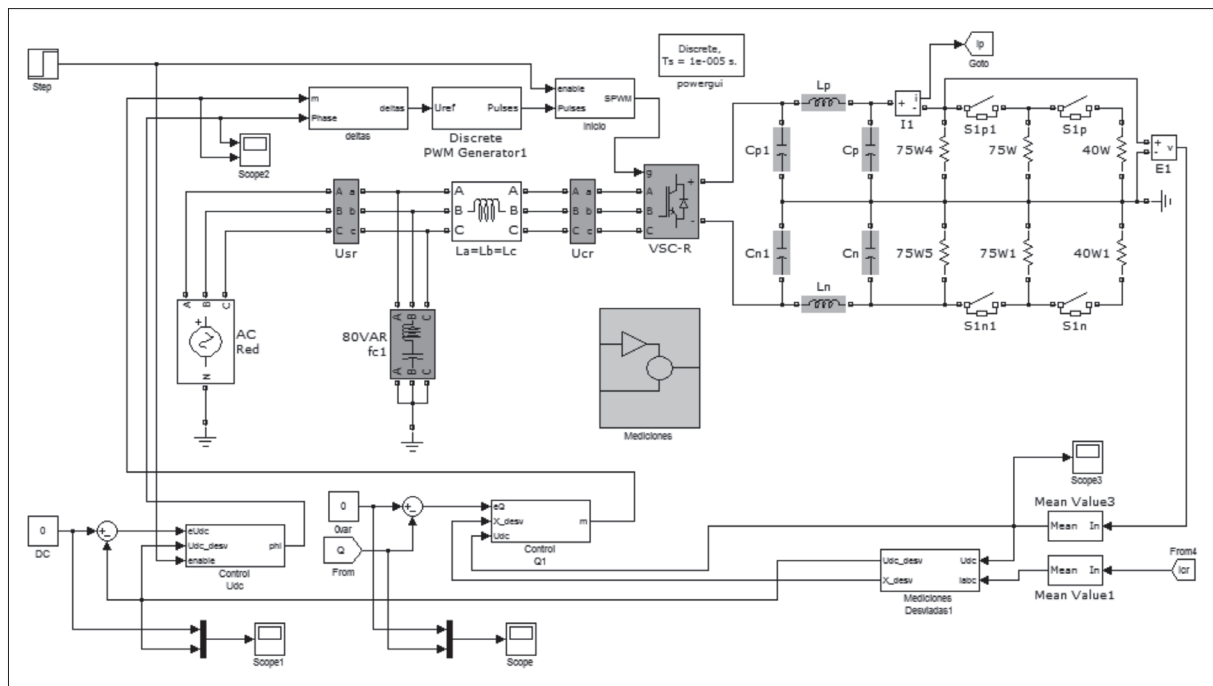 Step
m
Phase
deltas
deltas
Uref
Pulses
Discrete
PWM Generator1
enable
Pulses
SPWM
Inicio
Discrete,
Ts = 1e-005 s.
powergui
Scope2
Ip
Goto
Lp
+
i
-
I1
S1p1
S1p
Cp1
Cp
75W4
75W
40W
+
-
v
E1
g
A
B
C
+
-
VSC-R
A
B
C
a
b
c
Usr
A
B
C
A
B
C
La=Lb=Lc
A
B
C
a
b
c
Ucr
Cn1
Cn
75W5
75W1
40W1
Ln
S1n1
S1n
A
B
C
+
N
AC
Red
80VAR
fc1
A
B
C
A
B
C
Mediciones
Scope3
0
DC
+
-
eUdc
Udc_desv
enable
phi
Control
Udc
0
0var
Q
From
+
-
eQ
X_desv
Udc
m
Control
Q1
Udc_desv
X_desv
Udc
Iabc
Mediciones
Desviadas1
Mean Value3
Mean
In
Mean
In
Mean Value1
From4
Icr
Scope1
Scope